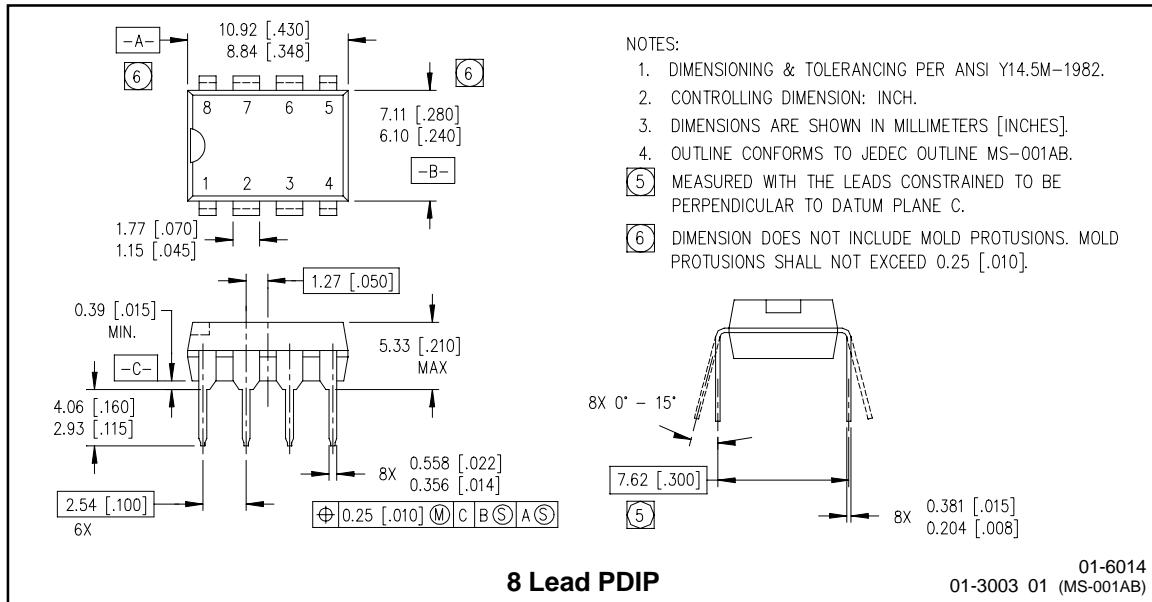 -A-
10.92 [.430]
8.84 [.348]
6
6
8 7 6 5
1 2 3 4
7.11 [.280]
6.10 [.240]
-B-
1.77 [.070]
1.15 [.045]
1.27 [.050]
0.39 [.015]
MIN.
-C-
5.33 [.210]
MAX
4.06 [.160]
2.93 [.115]
2.54 [.100]
6X
8X 0.558 [.022]
0.356 [.014]
⌖ 0.25 [.010] Ⓜ C B Ⓢ A Ⓢ
NOTES:
1. DIMENSIONING & TOLERANCING PER ANSI Y14.5M-1982.
2. CONTROLLING DIMENSION: INCH.
3. DIMENSIONS ARE SHOWN IN MILLIMETERS [INCHES].
4. OUTLINE CONFORMS TO JEDEC OUTLINE MS-001AB.
5 MEASURED WITH THE LEADS CONSTRAINED TO BE
PERPENDICULAR TO DATUM PLANE C.
6 DIMENSION DOES NOT INCLUDE MOLD PROTUSIONS. MOLD
PROTUSIONS SHALL NOT EXCEED 0.25 [.010].
8X 0° - 15°
7.62 [.300]
5
8X 0.381 [.015]
0.204 [.008]
8 Lead PDIP
01-6014
01-3003 01 (MS-001AB)